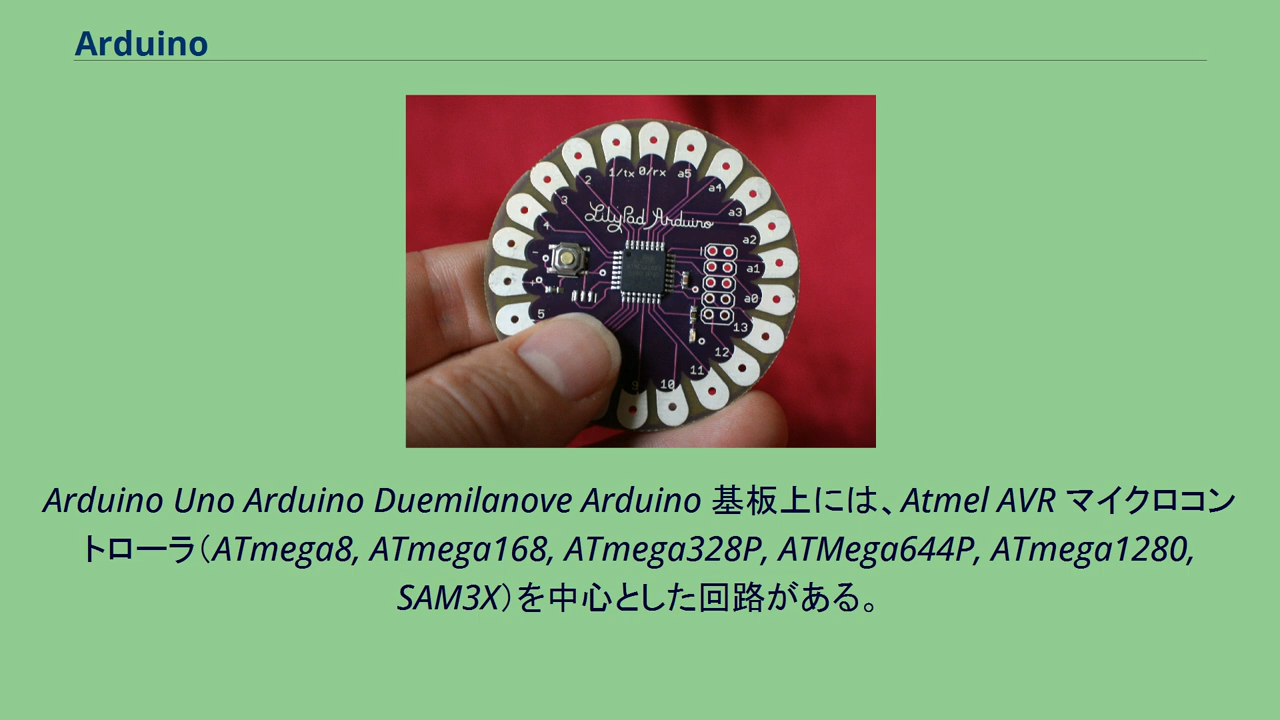 Arduino
1/tx 0/rx a5
2 a4
3 a3
LilyPad Arduino
4 a2
- a1
+ a0
5 13
12
11
9 10
Arduino Uno Arduino Duemilanove Arduino 基板上には、Atmel AVR マイクロコン
トローラ（ATmega8, ATmega168, ATmega328P, ATMega644P, ATmega1280,
SAM3X）を中心とした回路がある。